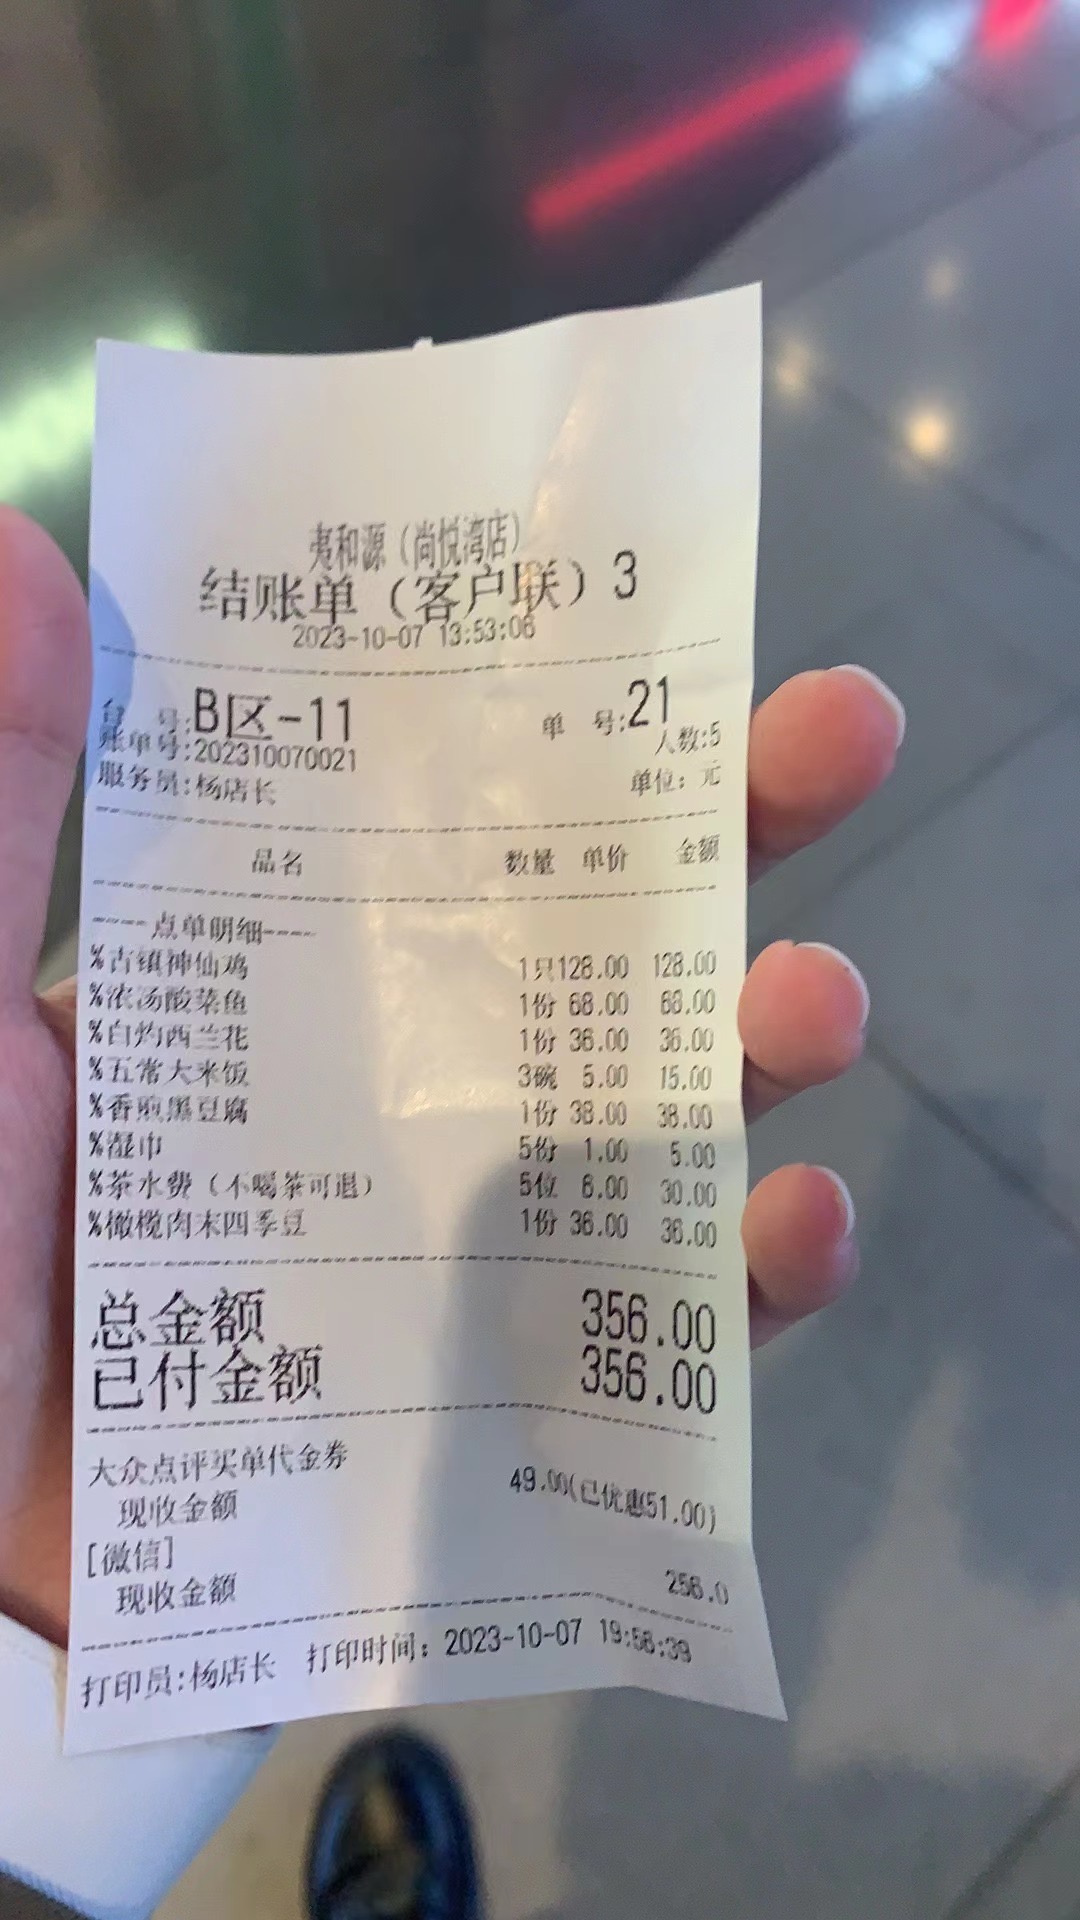 夷和源（尚悦湾店）
结账单（客户联）3
2023-10-07 13:53:06
台 号:B区-11 单 号:21
账单号:202310070021 人数:5
服务员:杨店长 单位：元
品名 数量 单价 金额
----点单明细----
%古镇神仙鸡 1只128.00 128.00
%浓汤酸菜鱼 1份 68.00 68.00
%白灼西兰花 1份 36.00 36.00
%五常大米饭 3碗 5.00 15.00
%香煎黑豆腐 1份 38.00 38.00
%湿巾 5份 1.00 5.00
%茶水费（不喝茶可退） 5位 6.00 30.00
%橄榄肉末四季豆 1份 36.00 36.00
总金额 356.00
已付金额 356.00
大众点评买单代金券
现收金额 49.00(已优惠51.00)
[微信]
现收金额 256.0
打印员:杨店长 打印时间：2023-10-07 19:58:39